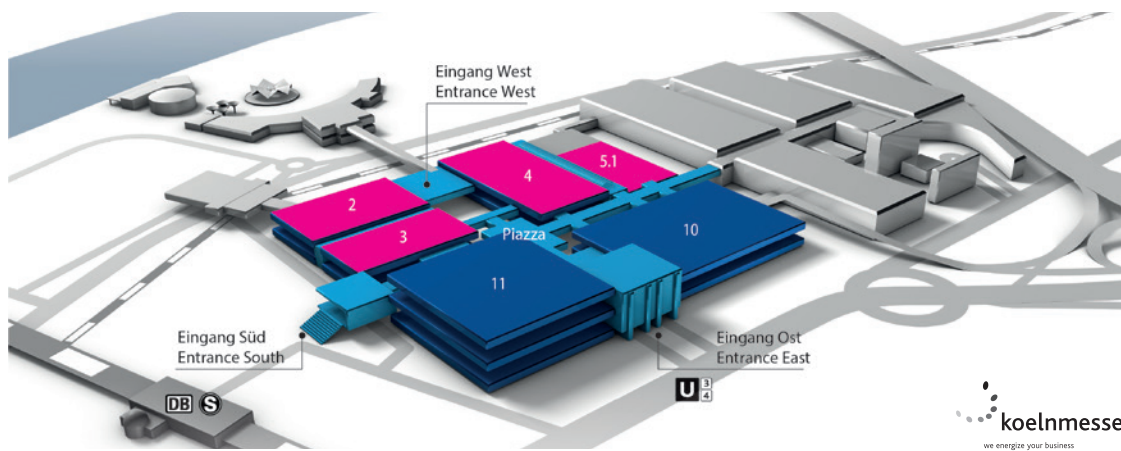 Eingang West
Entrance West
5.1
4
2
3
Piazza
10
11
Eingang Süd
Entrance South
Eingang Ost
Entrance East
U 3
4
DB S
koelnmesse
we energize your business